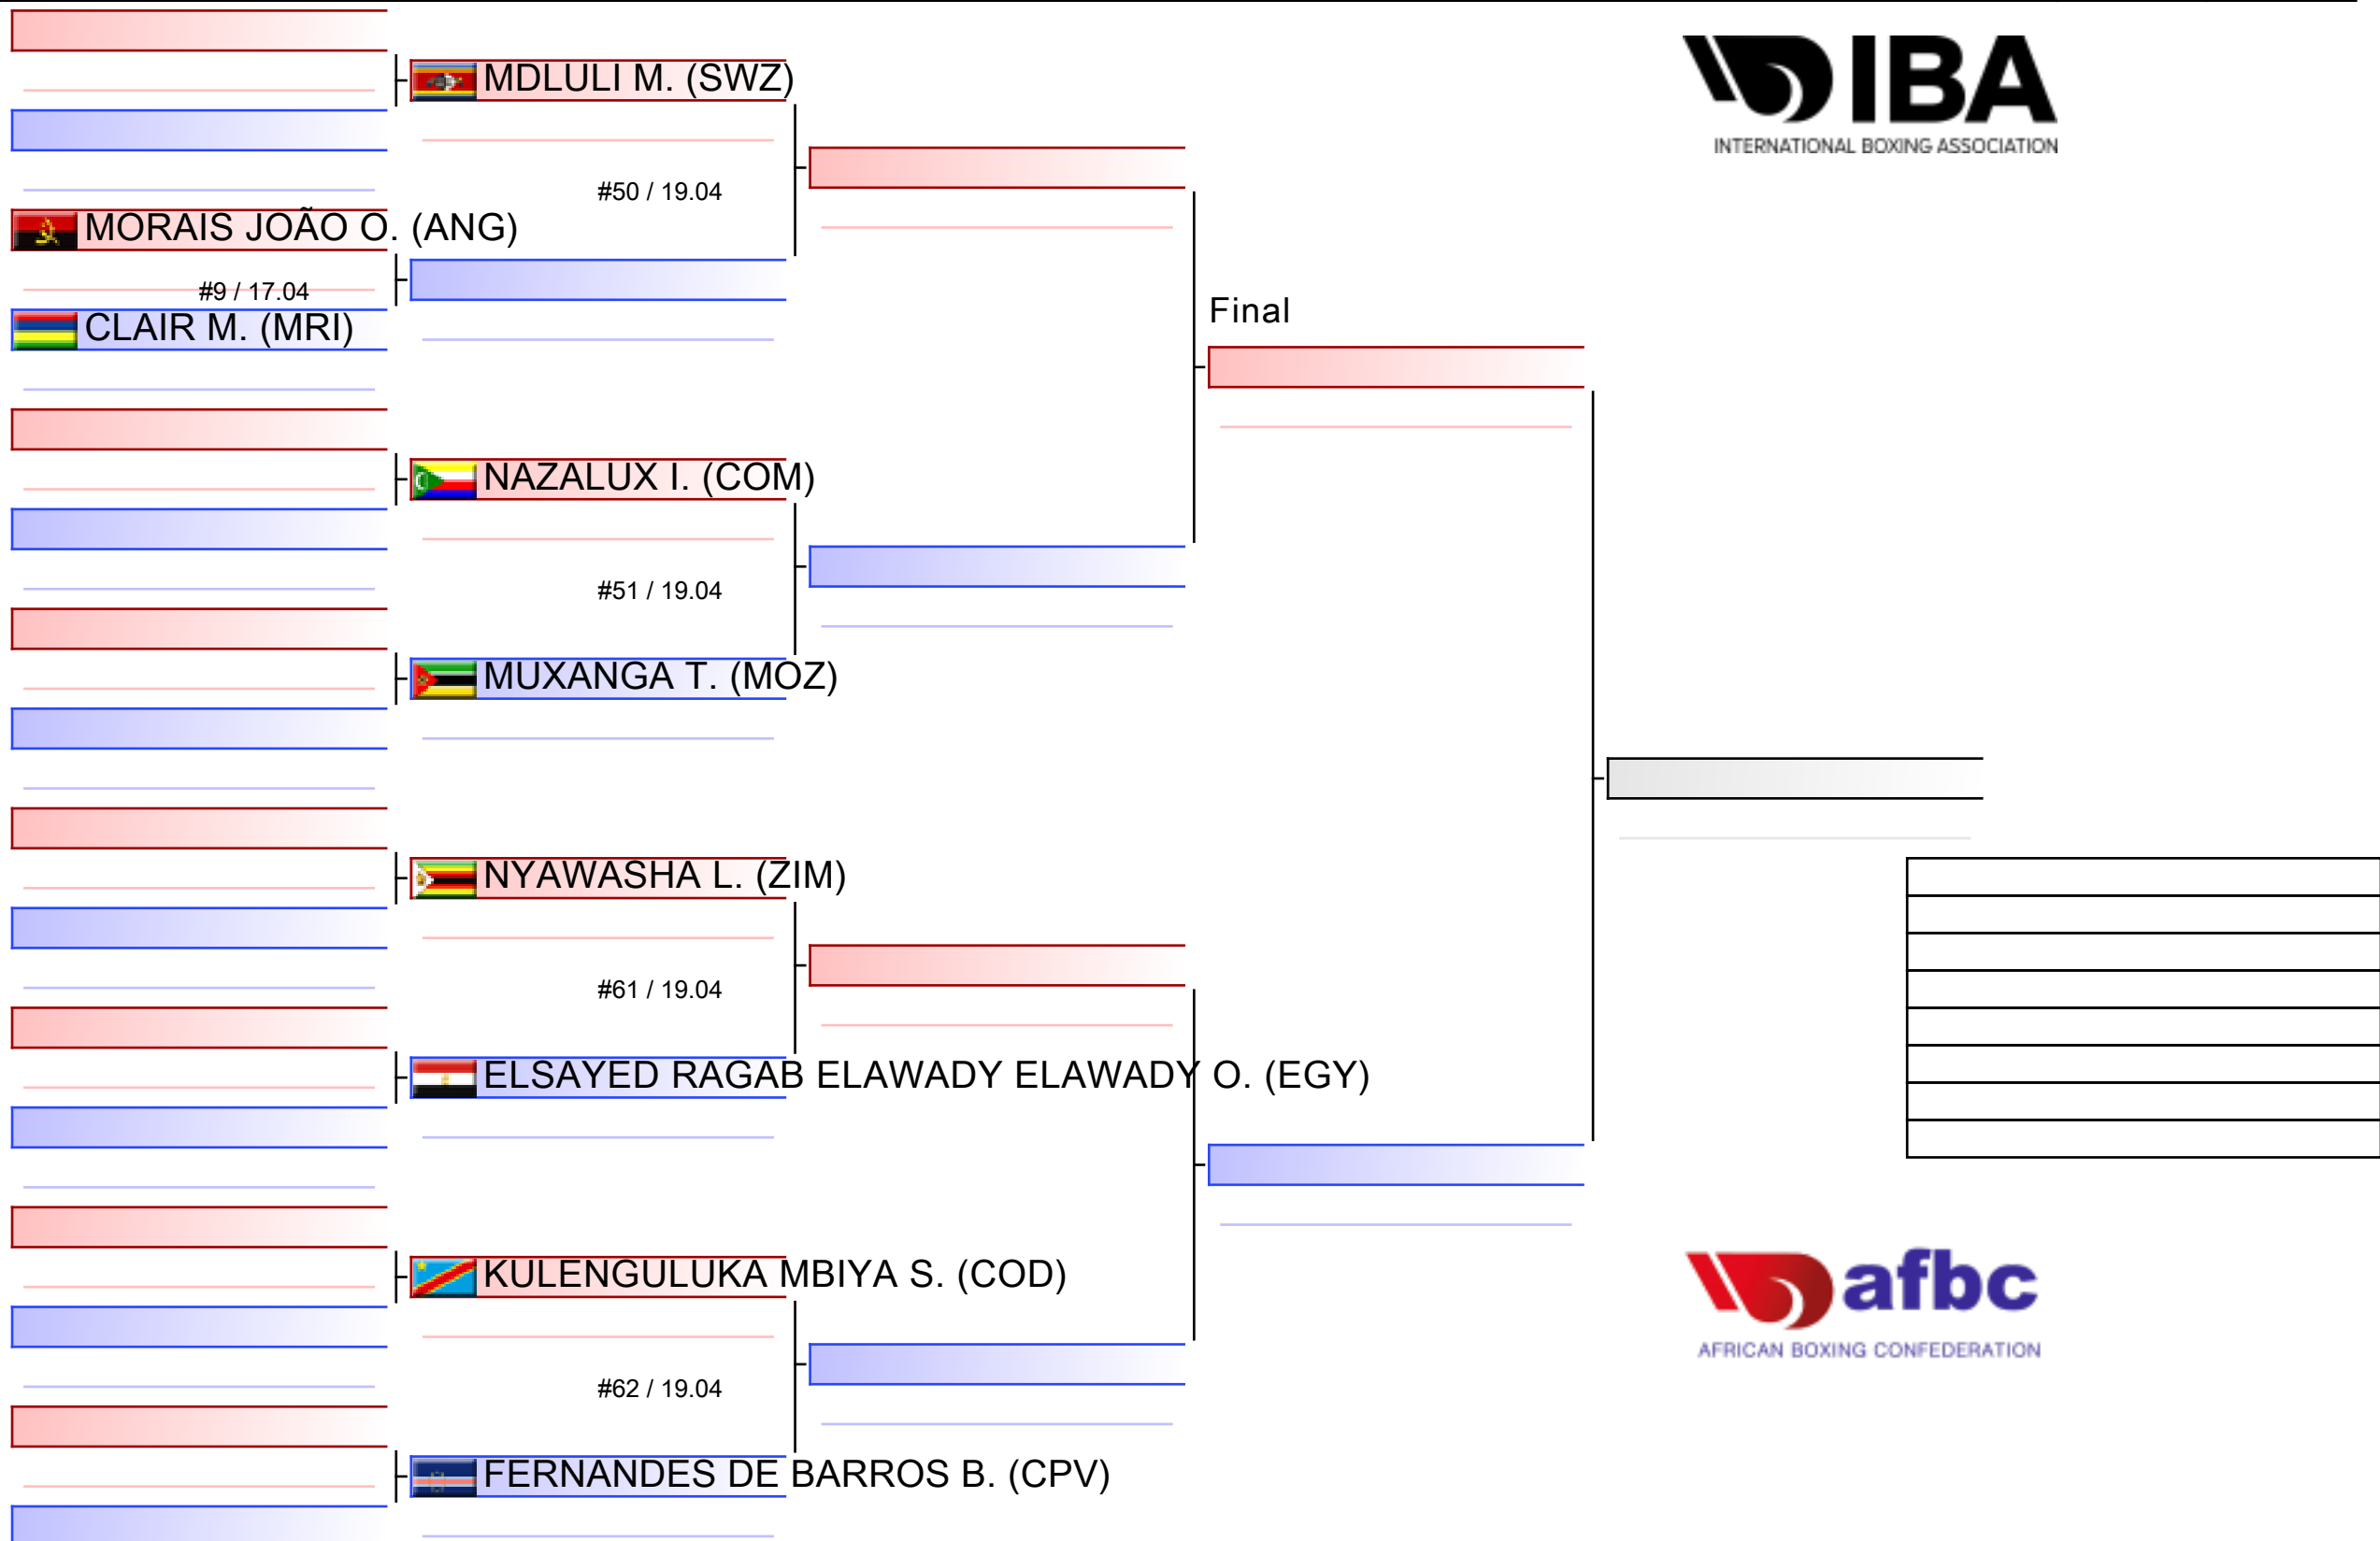 IBA
INTERNATIONAL BOXING ASSOCIATION
MDLULI M. (SWZ)
#50 / 19.04
MORAIS JOÃO O. (ANG)
#9 / 17.04
CLAIR M. (MRI)
Final
NAZALUX I. (COM)
#51 / 19.04
MUXANGA T. (MOZ)
NYAWASHA L. (ZIM)
#61 / 19.04
ELSAYED RAGAB ELAWADY ELAWADY O. (EGY)
KULENGULUKA MBIYA S. (COD)
#62 / 19.04
FERNANDES DE BARROS B. (CPV)
afbc
AFRICAN BOXING CONFEDERATION